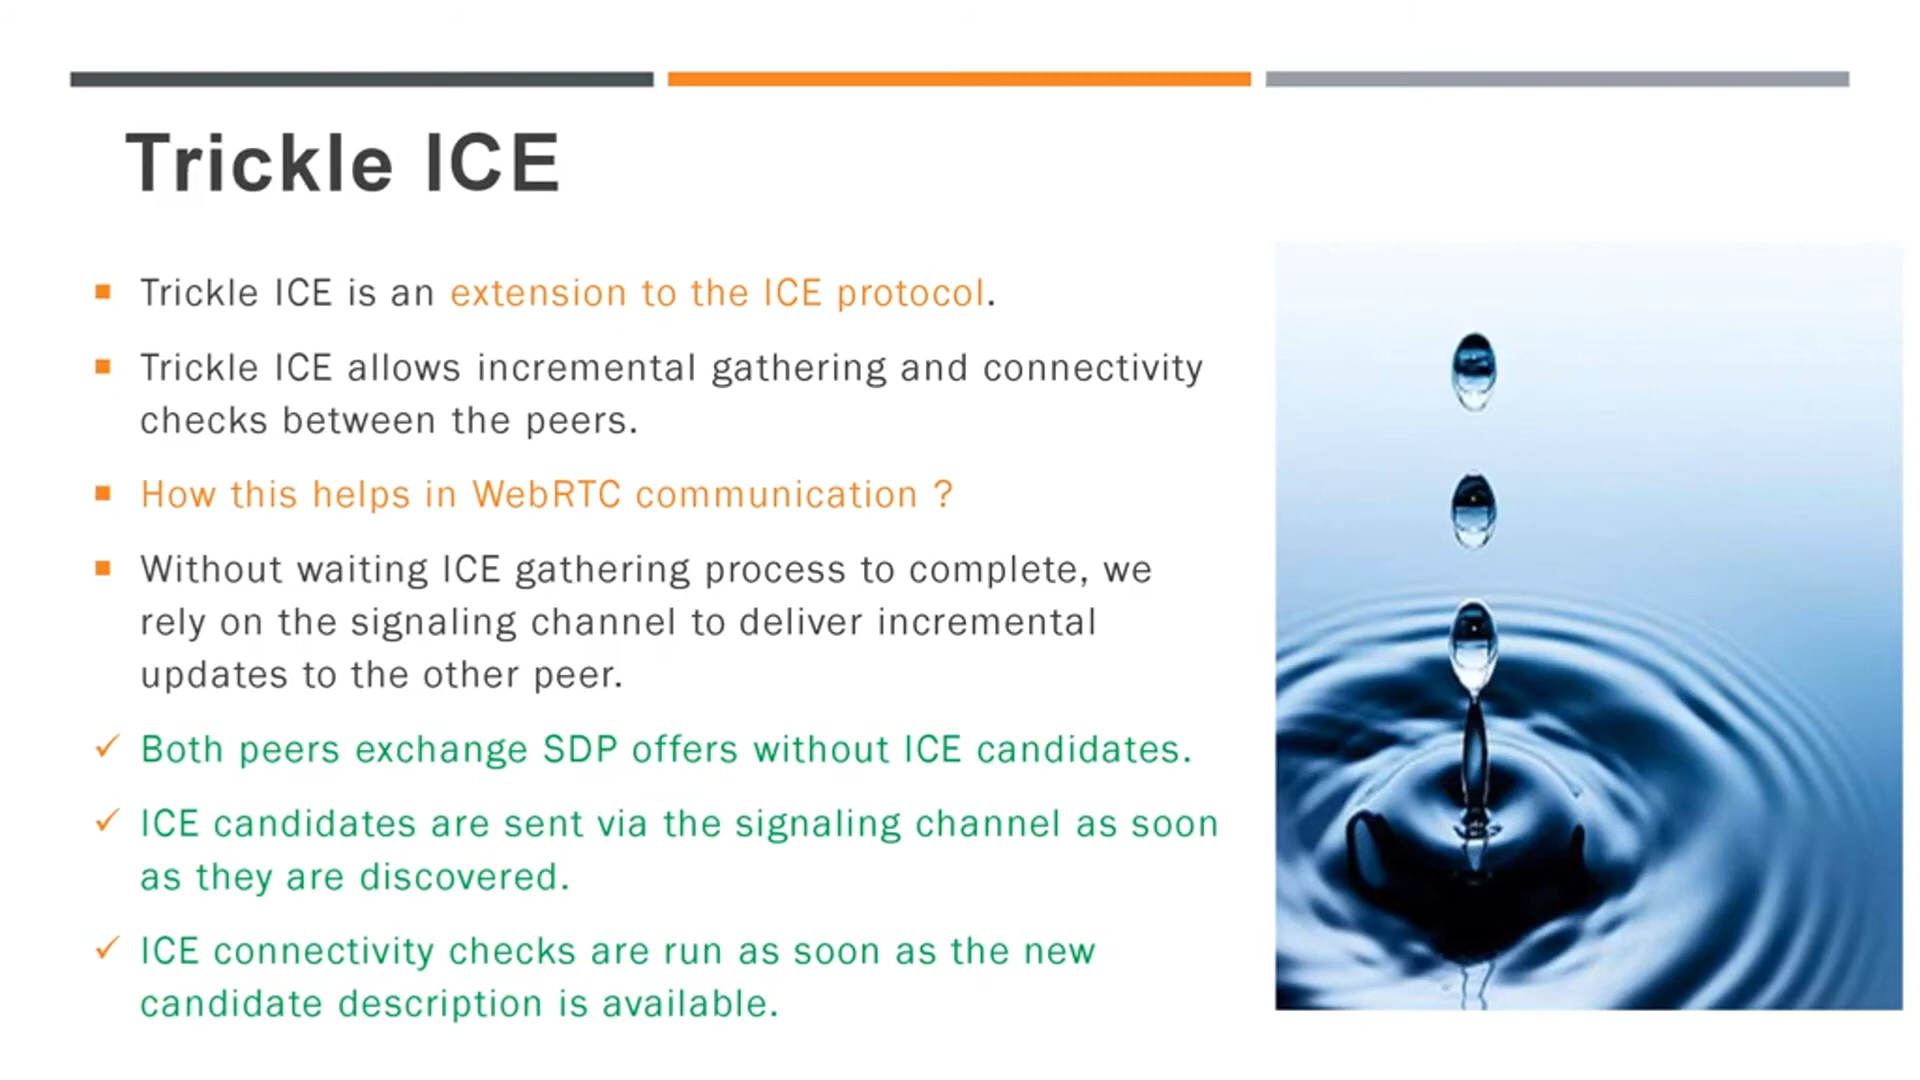 Trickle ICE
Trickle ICE is an extension to the ICE protocol.
Trickle ICE allows incremental gathering and connectivity
checks between the peers.
How this helps in WebRTC communication ?
Without waiting ICE gathering process to complete, we
rely on the signaling channel to deliver incremental
updates to the other peer.
Both peers exchange SDP offers without ICE candidates.
ICE candidates are sent via the signaling channel as soon
as they are discovered.
ICE connectivity checks are run as soon as the new
candidate description is available.